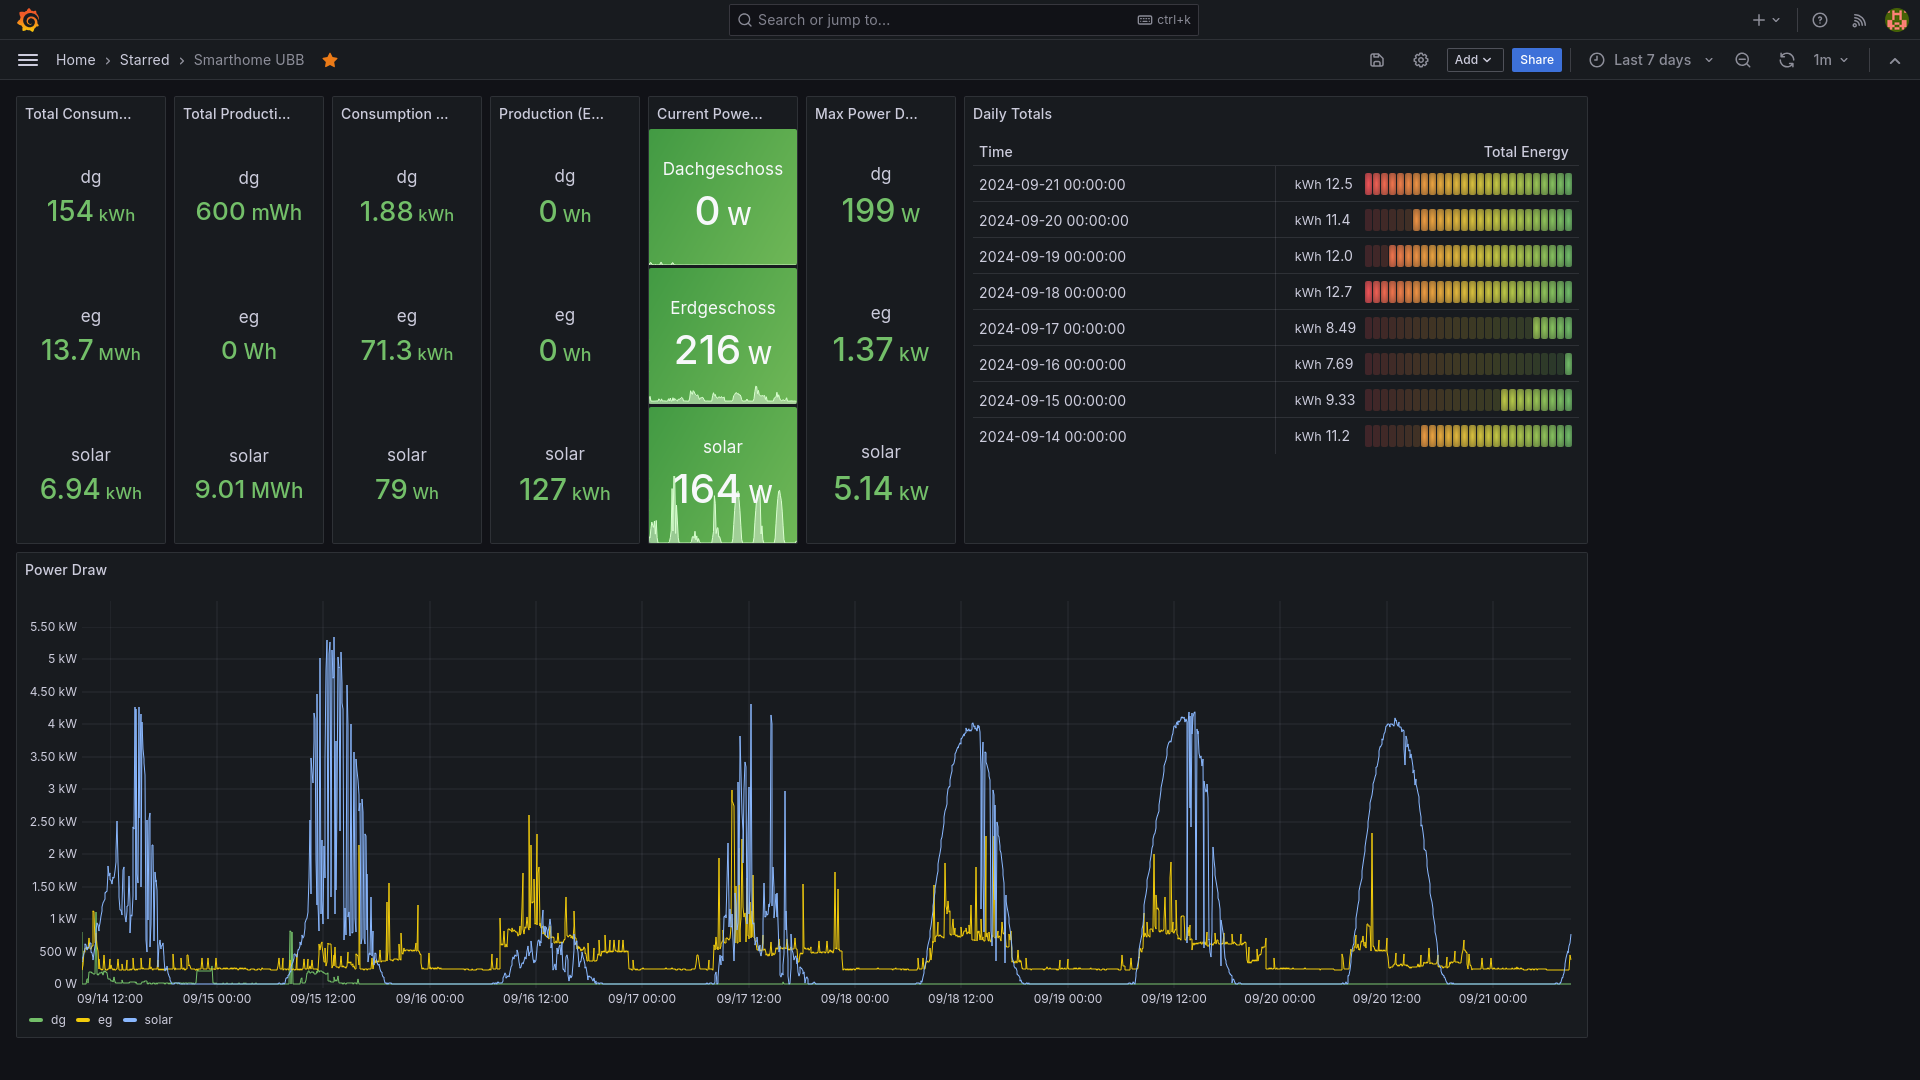 Search or jump to...
ctrl+k
Home › Starred › Smarthome UBB
Add
Share
Last 7 days
1m
Total Consum...
dg
154 kWh
eg
13.7 MWh
solar
6.94 kWh
Total Producti...
dg
600 mWh
eg
0 Wh
solar
9.01 MWh
Consumption ...
dg
1.88 kWh
eg
71.3 kWh
solar
79 Wh
Production (E...
dg
0 Wh
eg
0 Wh
solar
127 kWh
Current Powe...
Dachgeschoss
0 W
Erdgeschoss
216 W
solar
164 W
Max Power D...
dg
199 W
eg
1.37 kW
solar
5.14 kW
Daily Totals
Time Total Energy
2024-09-21 00:00:00 kWh 12.5
2024-09-20 00:00:00 kWh 11.4
2024-09-19 00:00:00 kWh 12.0
2024-09-18 00:00:00 kWh 12.7
2024-09-17 00:00:00 kWh 8.49
2024-09-16 00:00:00 kWh 7.69
2024-09-15 00:00:00 kWh 9.33
2024-09-14 00:00:00 kWh 11.2
Power Draw
5.50 kW
5 kW
4.50 kW
4 kW
3.50 kW
3 kW
2.50 kW
2 kW
1.50 kW
1 kW
500 W
0 W
09/14 12:00 09/15 00:00 09/15 12:00 09/16 00:00 09/16 12:00 09/17 00:00 09/17 12:00 09/18 00:00 09/18 12:00 09/19 00:00 09/19 12:00 09/20 00:00 09/20 12:00 09/21 00:00
dg eg solar